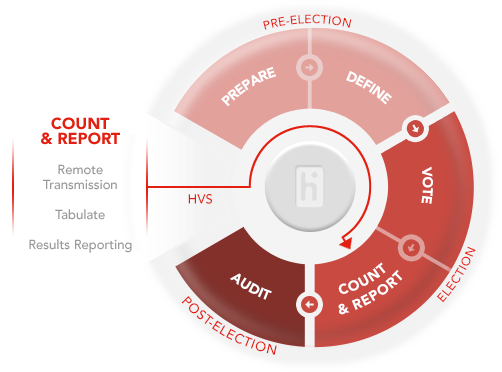 PRE-ELECTION
PREPARE
DEFINE
COUNT
& REPORT
Remote
Transmission
Tabulate
Results Reporting
HVS
hi
VOTE
ELECTION
COUNT
& REPORT
AUDIT
POST-ELECTION